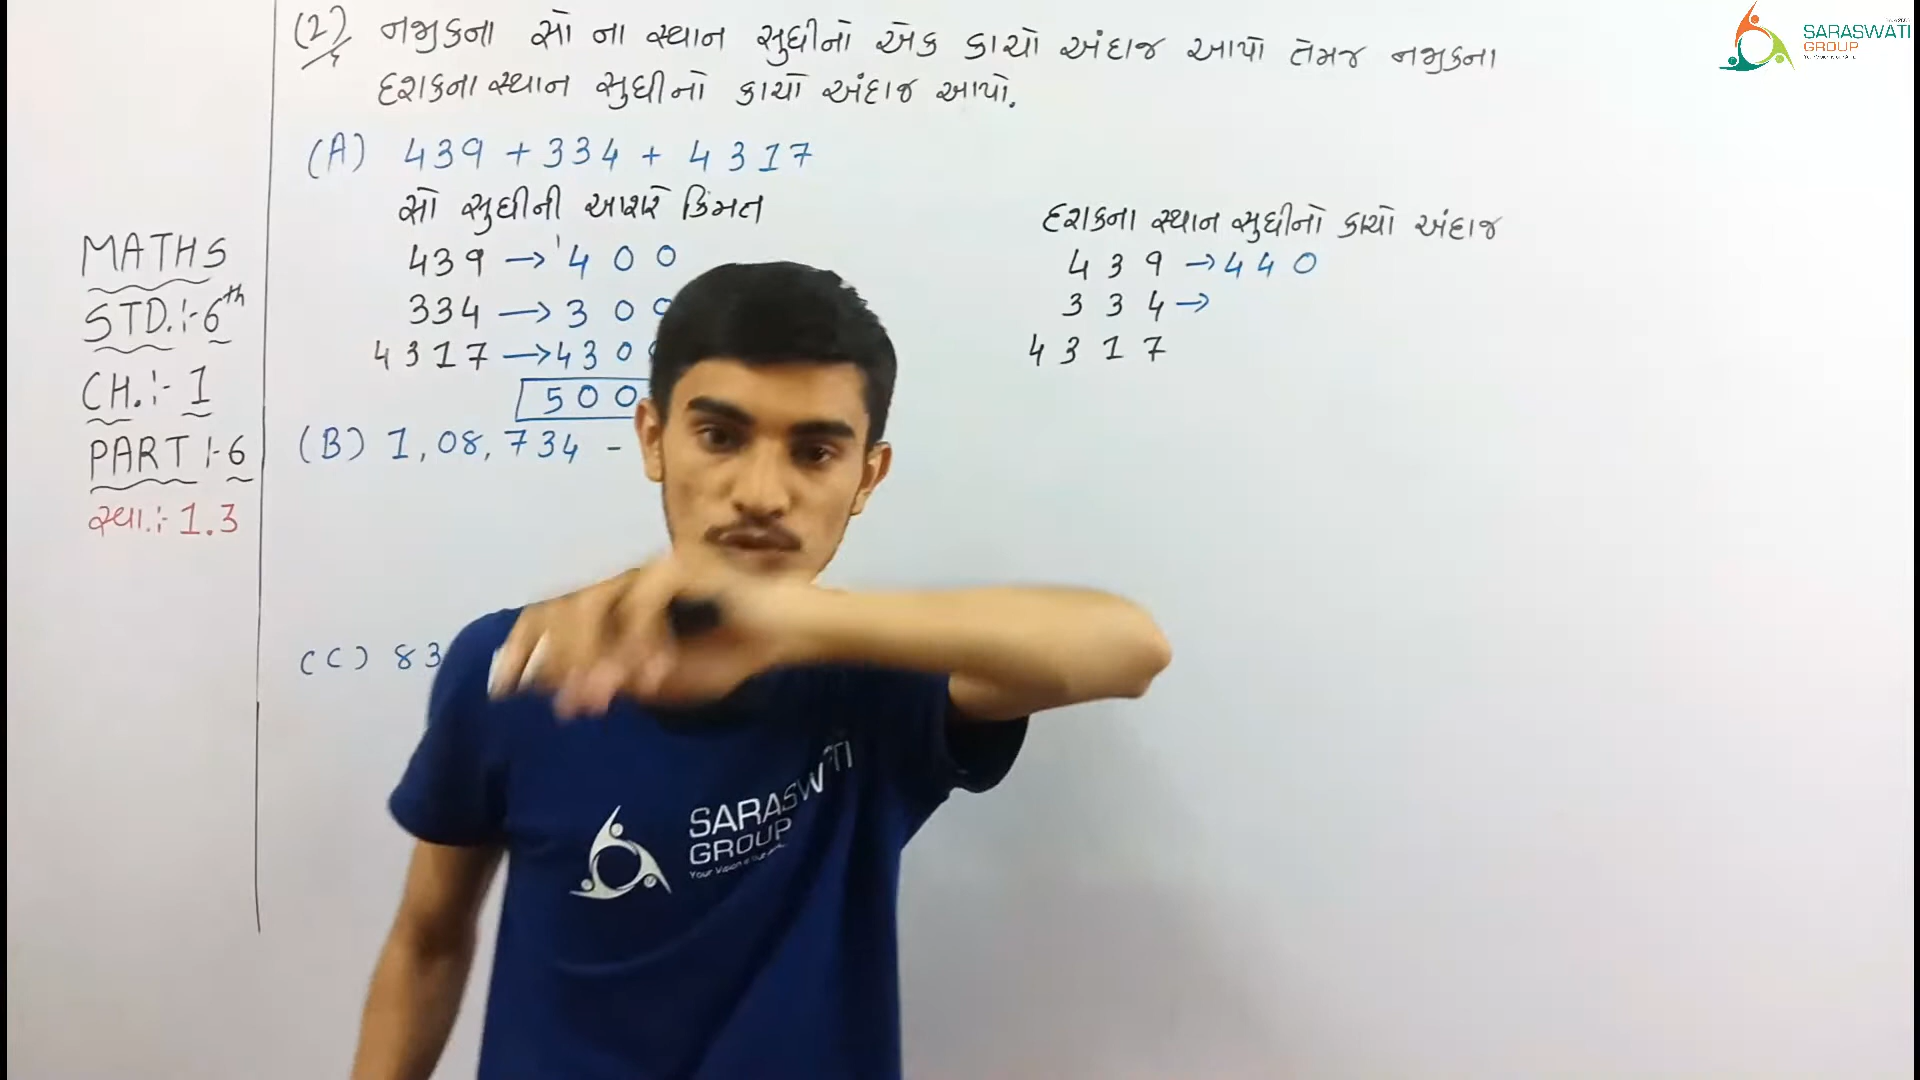 (2) નજીકના સો ના સ્થાન સુધીનો એક કાચો અંદાજ આપો તેમજ નજીકના
દશકના સ્થાન સુધીનો કાચો અંદાજ આપો.
(A) 439 + 334 + 4317
સો સુધીની આશરે કિંમત
439 → 400
334 → 300
4317 → 430
500
(B) 1,08,734 -
(C) 83
દશકના સ્થાન સુધીનો કાચો અંદાજ
439 → 440
334 →
4317
MATHS
STD.:- 6th
CH.:- 1
PART :- 6
સ્વા.:- 1.3
SARASWATI
GROUP
SARASWATI
GROUP